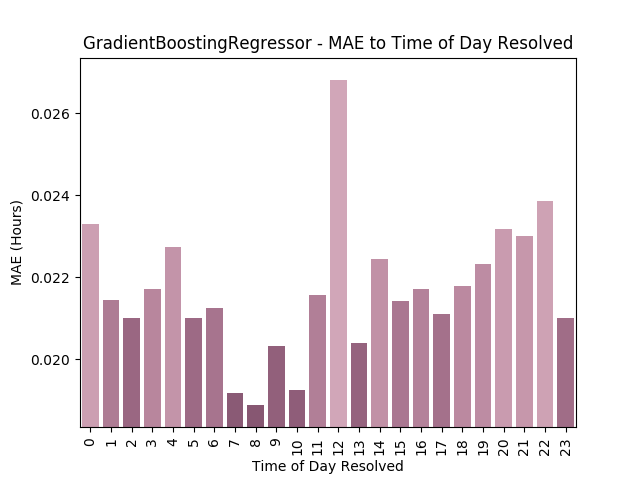 GradientBoostingRegressor - MAE to Time of Day Resolved
MAE (Hours)
0.026
0.024
0.022
0.020
0 1 2 3 4 5 6 7 8 9 10 11 12 13 14 15 16 17 18 19 20 21 22 23
Time of Day Resolved